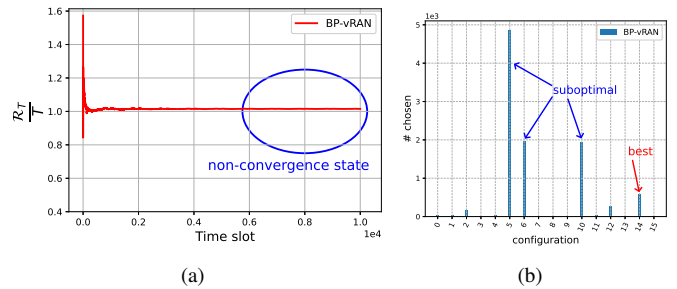 1.6
1.4
1.2
1.0
0.8
0.6
0.4
R_T
T
BP-vRAN
non-convergence state
0.0 0.2 0.4 0.6 0.8 1.0
1e4
Time slot
(a)
1e3
5
4
3
2
1
0
# chosen
BP-vRAN
suboptimal
best
0 1 2 3 4 5 6 7 8 9 10 11 12 13 14 15
configuration
(b)